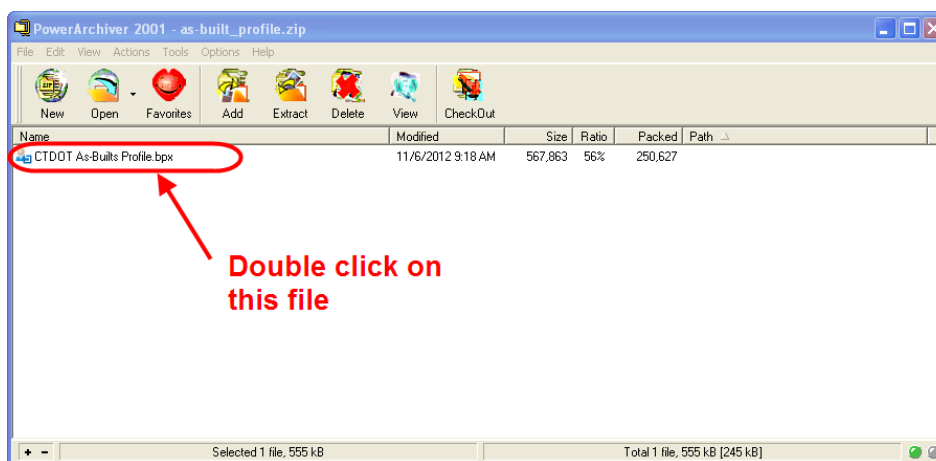 PowerArchiver 2001 - as-built_profile.zip
File Edit View Actions Tools Options Help
New Open Favorites Add Extract Delete View CheckOut
Name Modified Size Ratio Packed Path
CTDOT As-Builts Profile.bpx 11/6/2012 9:18 AM 567,863 56% 250,627
Double click on
this file
+ - Selected 1 file, 555 kB Total 1 file, 555 kB [245 kB]